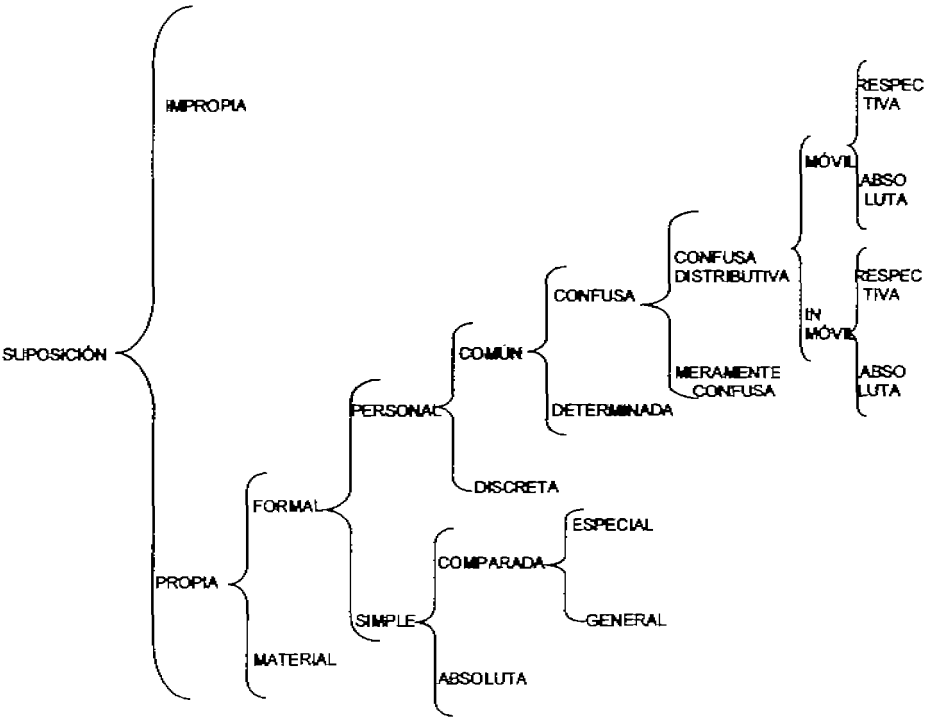 RESPEC
TIVA
IMPROPIA
MÓVIL
ABSO
LUTA
CONFUSA
DISTRIBUTIVA
RESPEC
TIVA
CONFUSA
IN
MÓVIL
SUPOSICIÓN
COMÚN
MERAMENTE
CONFUSA
ABSO
LUTA
PERSONAL
DETERMINADA
DISCRETA
FORMAL
ESPECIAL
COMPARADA
PROPIA
SIMPLE
GENERAL
MATERIAL
ABSOLUTA